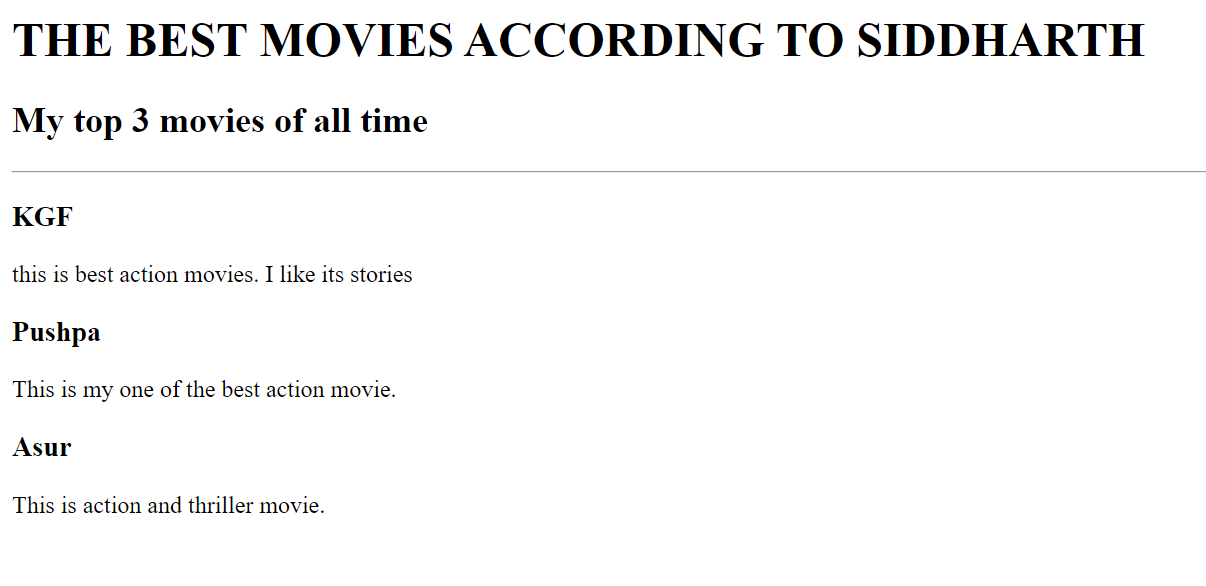 THE BEST MOVIES ACCORDING TO SIDDHARTH
My top 3 movies of all time
KGF
this is best action movies. I like its stories
Pushpa
This is my one of the best action movie.
Asur
This is action and thriller movie.